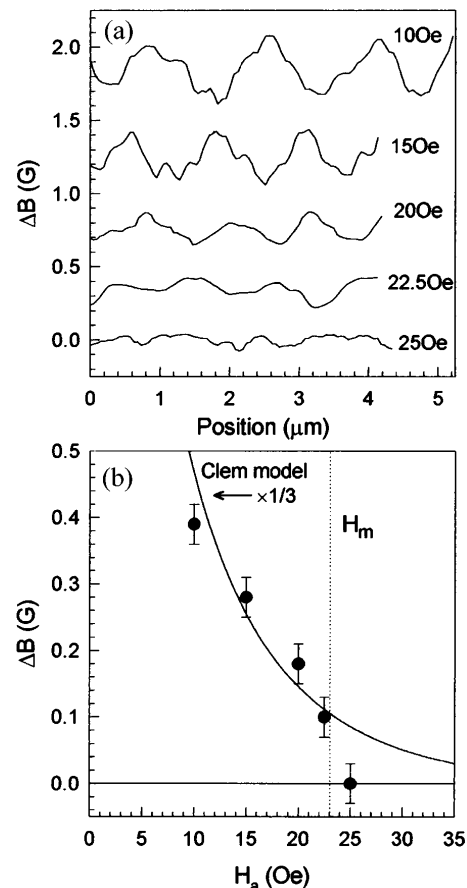 (a)
2.0
1.5
1.0
0.5
0.0
ΔB (G)
10Oe
15Oe
20Oe
22.5Oe
25Oe
0 1 2 3 4 5
Position (μm)
(b)
0.5
0.4
0.3
0.2
0.1
0.0
ΔB (G)
Clem model
← ×1/3
Hm
0 5 10 15 20 25 30 35
Ha (Oe)